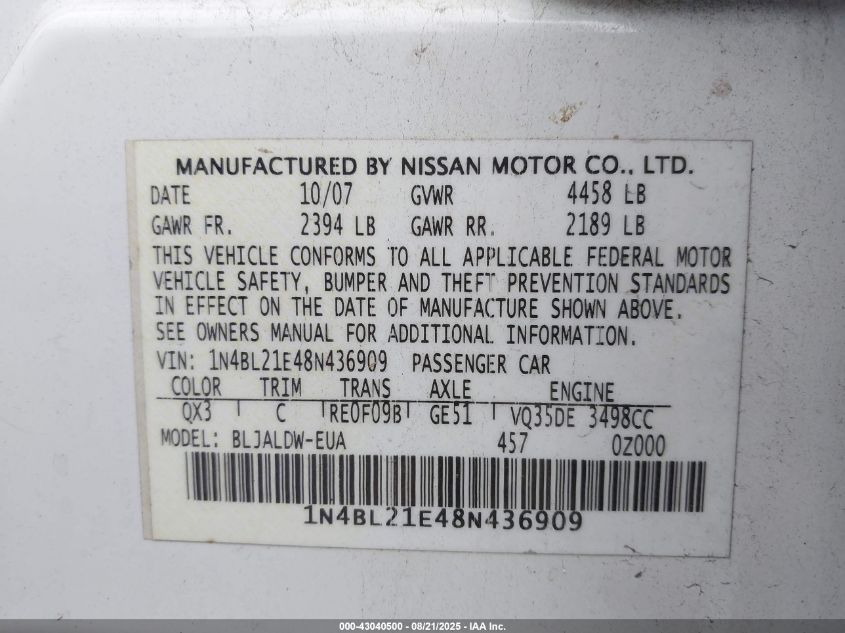 MANUFACTURED BY NISSAN MOTOR CO., LTD.
DATE 10/07 GVWR 4458 LB
GAWR FR. 2394 LB GAWR RR. 2189 LB
THIS VEHICLE CONFORMS TO ALL APPLICABLE FEDERAL MOTOR
VEHICLE SAFETY, BUMPER AND THEFT PREVENTION STANDARDS
IN EFFECT ON THE DATE OF MANUFACTURE SHOWN ABOVE.
SEE OWNERS MANUAL FOR ADDITIONAL INFORMATION.
VIN: 1N4BL21E48N436909 PASSENGER CAR
COLOR TRIM TRANS AXLE ENGINE
QX3 C RE0F09B GE51 VQ35DE 3498CC
MODEL: BLJALDW-EUA 457 0Z000
1N4BL21E48N436909
000-43040500 - 08/21/2025 - IAA Inc.